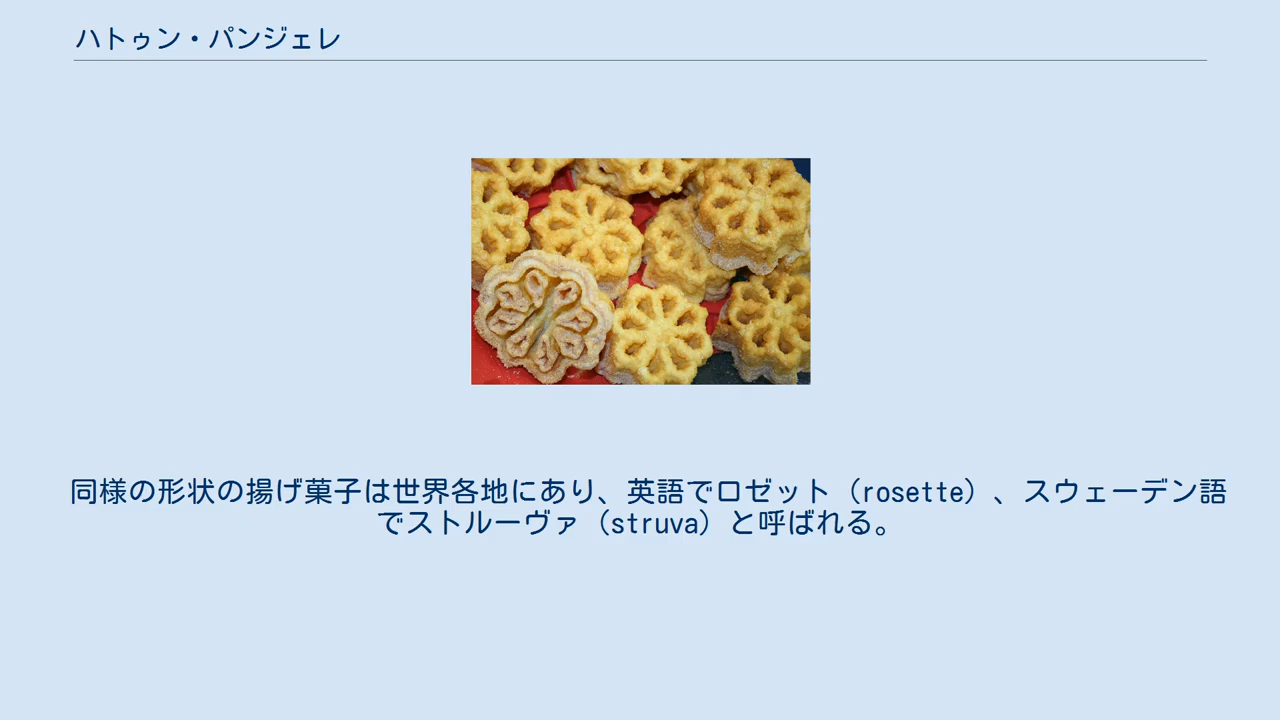 ハトゥン・パンジェレ
同様の形状の揚げ菓子は世界各地にあり、英語でロゼット（rosette）、スウェーデン語
でストルーヴァ（struva）と呼ばれる。